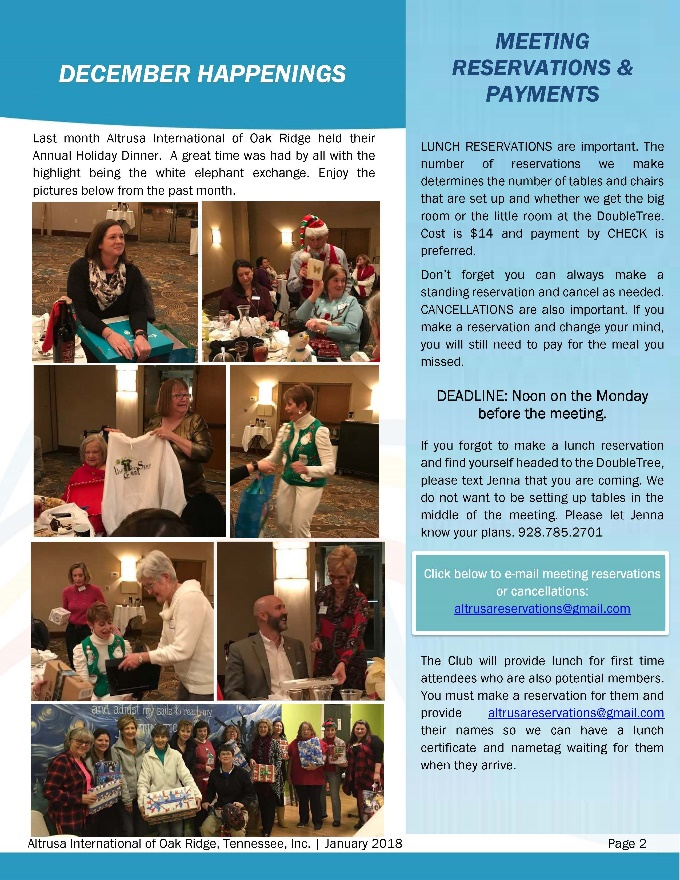 DECEMBER HAPPENINGS
Last month Altrusa International of Oak Ridge held their
Annual Holiday Dinner. A great time was had by all with the
highlight being the white elephant exchange. Enjoy the
pictures below from the past month.
and adjust my sails to reach my
MEETING
RESERVATIONS &
PAYMENTS
LUNCH RESERVATIONS are important. The
number of reservations we make
determines the number of tables and chairs
that are set up and whether we get the big
room or the little room at the DoubleTree.
Cost is $14 and payment by CHECK is
preferred.
Don't forget you can always make a
standing reservation and cancel as needed.
CANCELLATIONS are also important. If you
make a reservation and change your mind,
you will still need to pay for the meal you
missed.
DEADLINE: Noon on the Monday
before the meeting.
If you forgot to make a lunch reservation
and find yourself headed to the DoubleTree,
please text Jenna that you are coming. We
do not want to be setting up tables in the
middle of the meeting. Please let Jenna
know your plans. 928.785.2701
Click below to e-mail meeting reservations
or cancellations:
altrusareservations@gmail.com
The Club will provide lunch for first time
attendees who are also potential members.
You must make a reservation for them and
provide altrusareservations@gmail.com
their names so we can have a lunch
certificate and nametag waiting for them
when they arrive.
Altrusa International of Oak Ridge, Tennessee, Inc. | January 2018
Page 2